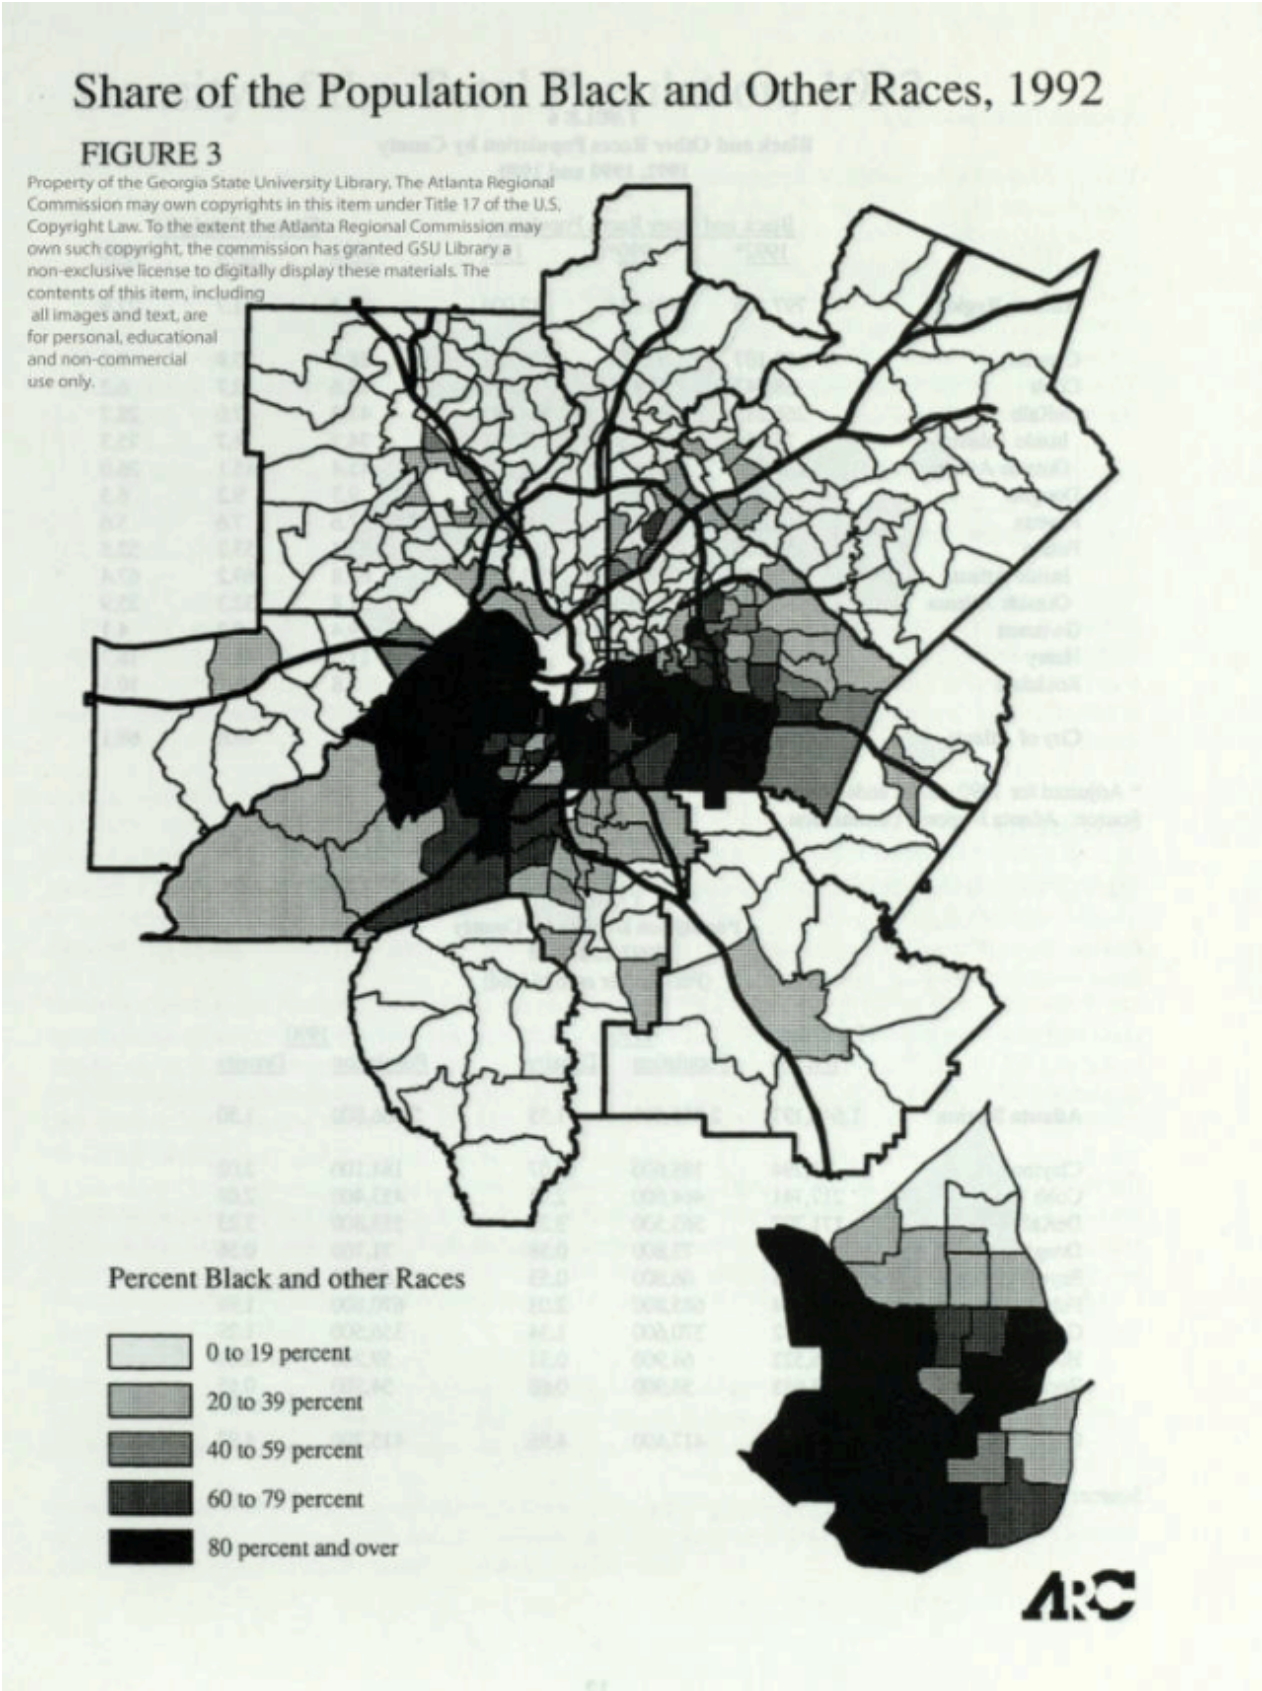 Share of the Population Black and Other Races, 1992
FIGURE 3
Property of the Georgia State University Library. The Atlanta Regional
Commission may own copyrights in this item under Title 17 of the U.S.
Copyright Law. To the extent the Atlanta Regional Commission may
own such copyright, the commission has granted GSU Library a
non-exclusive license to digitally display these materials. The
contents of this item, including
all images and text, are
for personal, educational
and non-commercial
use only.
Percent Black and other Races
0 to 19 percent
20 to 39 percent
40 to 59 percent
60 to 79 percent
80 percent and over
ARC